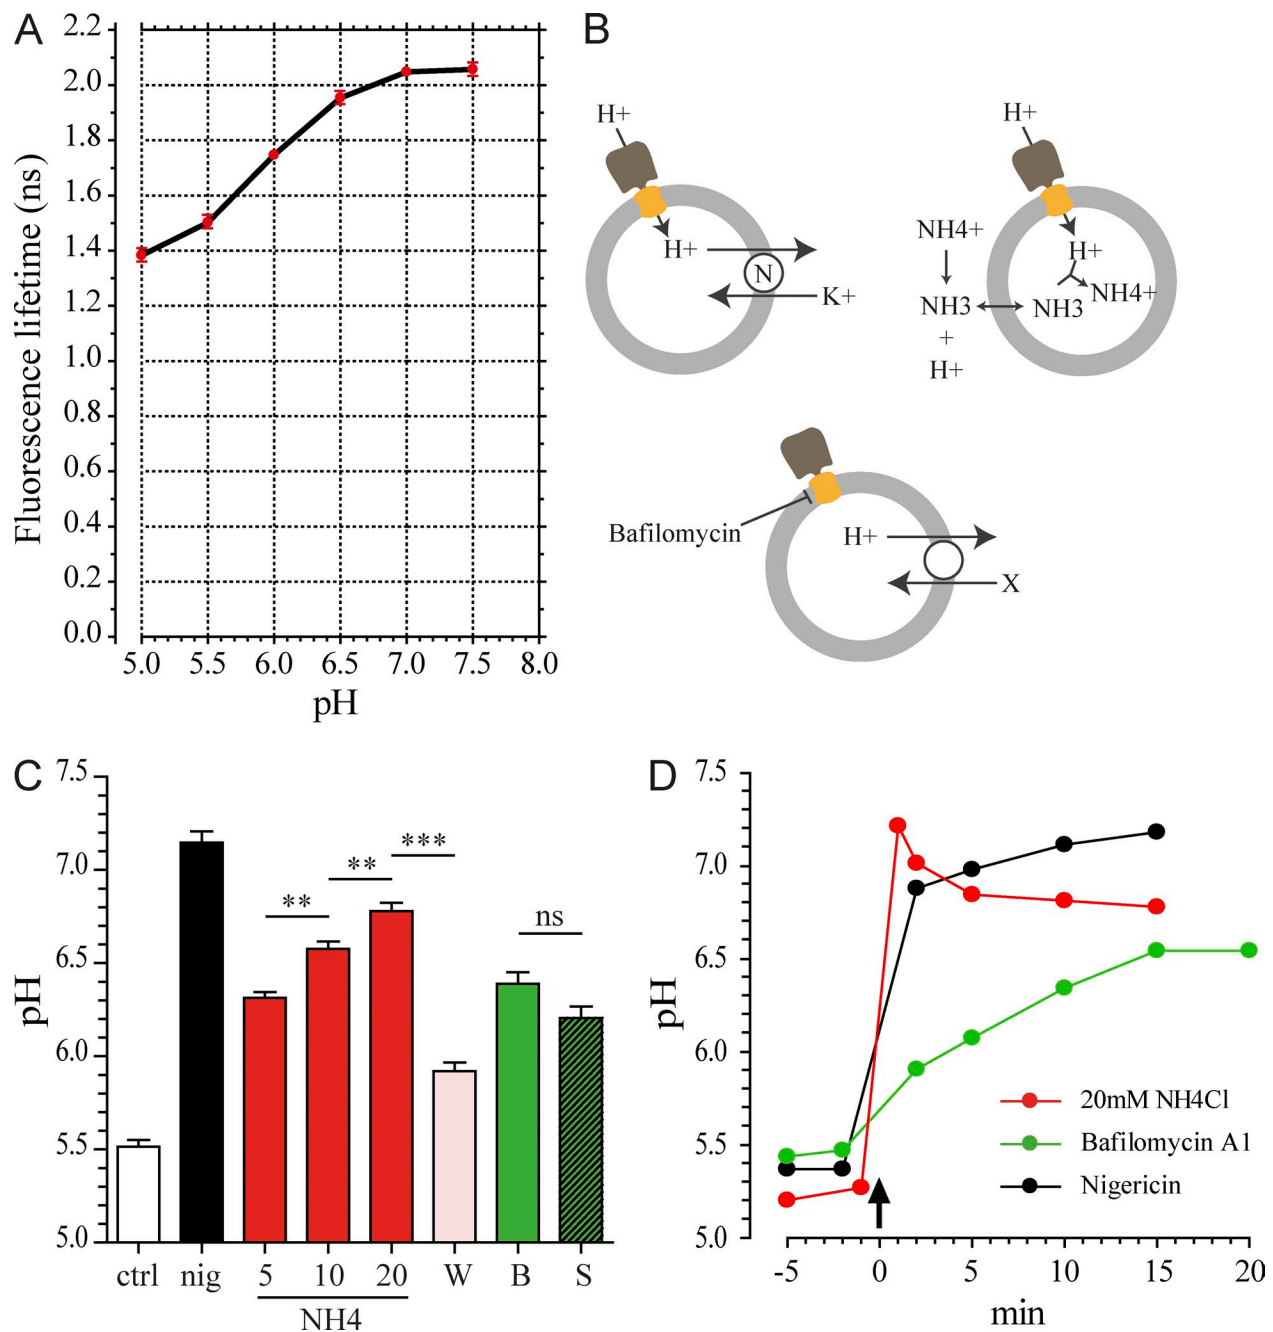 A
Fluorescence lifetime (ns)
2.2
2.0
1.8
1.6
1.4
1.2
1.0
0.8
0.6
0.4
0.2
0.0
5.0 5.5 6.0 6.5 7.0 7.5 8.0
pH
B
H+
H+
N
K+
H+
NH4+
H+
NH3
NH3
NH4+
+
H+
Bafilomycin
H+
X
C
pH
7.5
7.0
6.5
6.0
5.5
5.0
** ** *** ns
ctrl nig 5 10 20 W B S
NH4
D
pH
7.5
7.0
6.5
6.0
5.5
5.0
20mM NH4Cl
Bafilomycin A1
Nigericin
-5 0 5 10 15 20
min